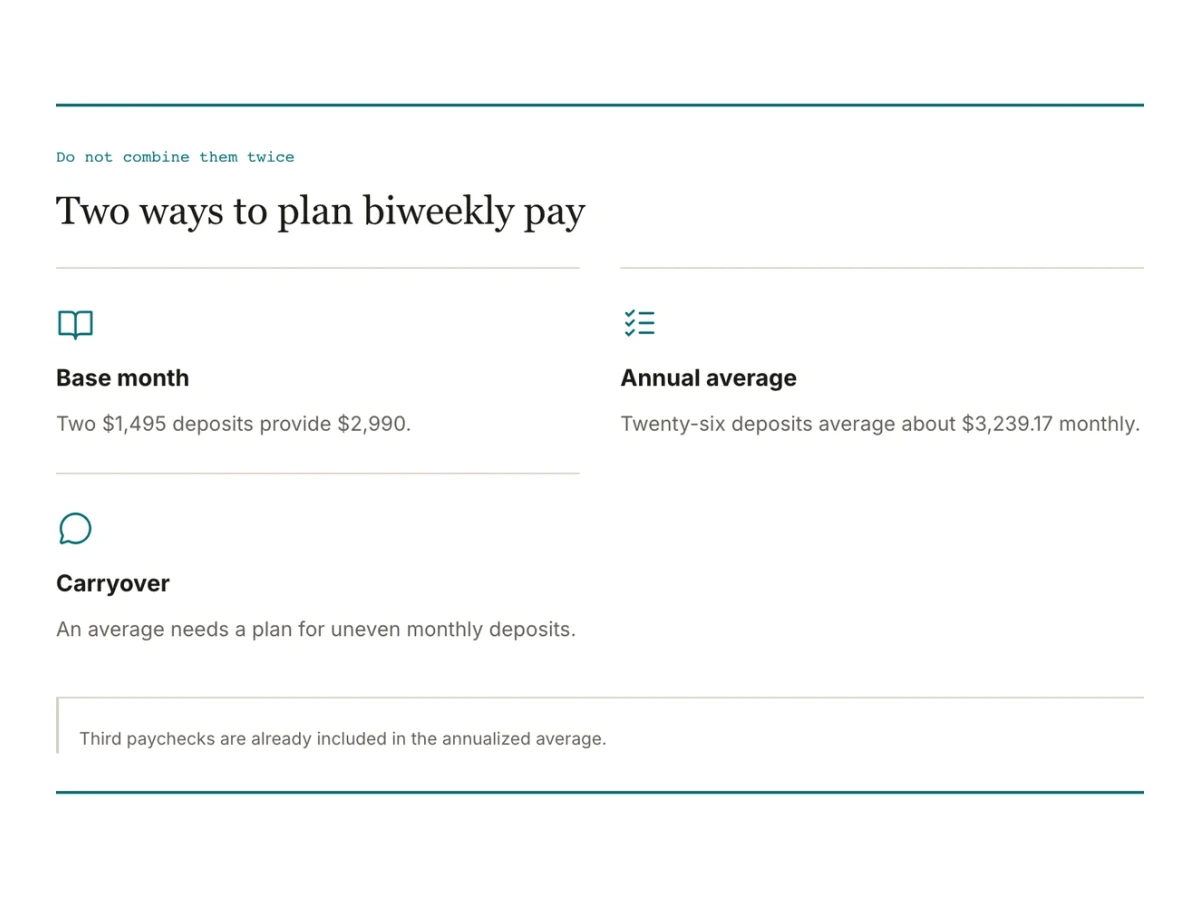 Do not combine them twice
Two ways to plan biweekly pay
Base month
Two $1,495 deposits provide $2,990.
Annual average
Twenty-six deposits average about $3,239.17 monthly.
Carryover
An average needs a plan for uneven monthly deposits.
Third paychecks are already included in the annualized average.